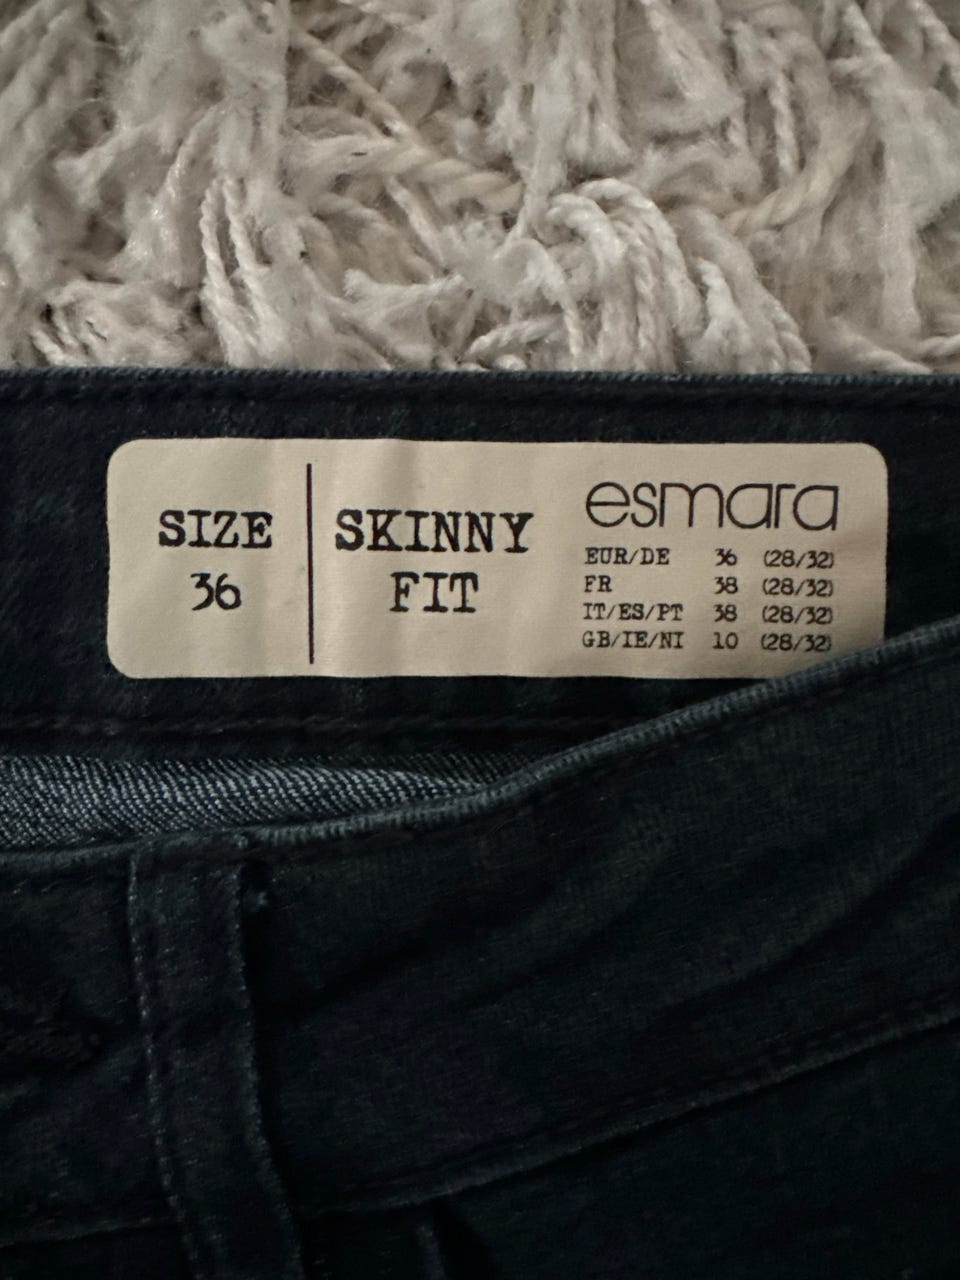 SIZE
36
SKINNY
FIT
esmara
EUR/DE 36 (28/32)
FR 38 (28/32)
IT/ES/PT 38 (28/32)
GB/IE/NI 10 (28/32)